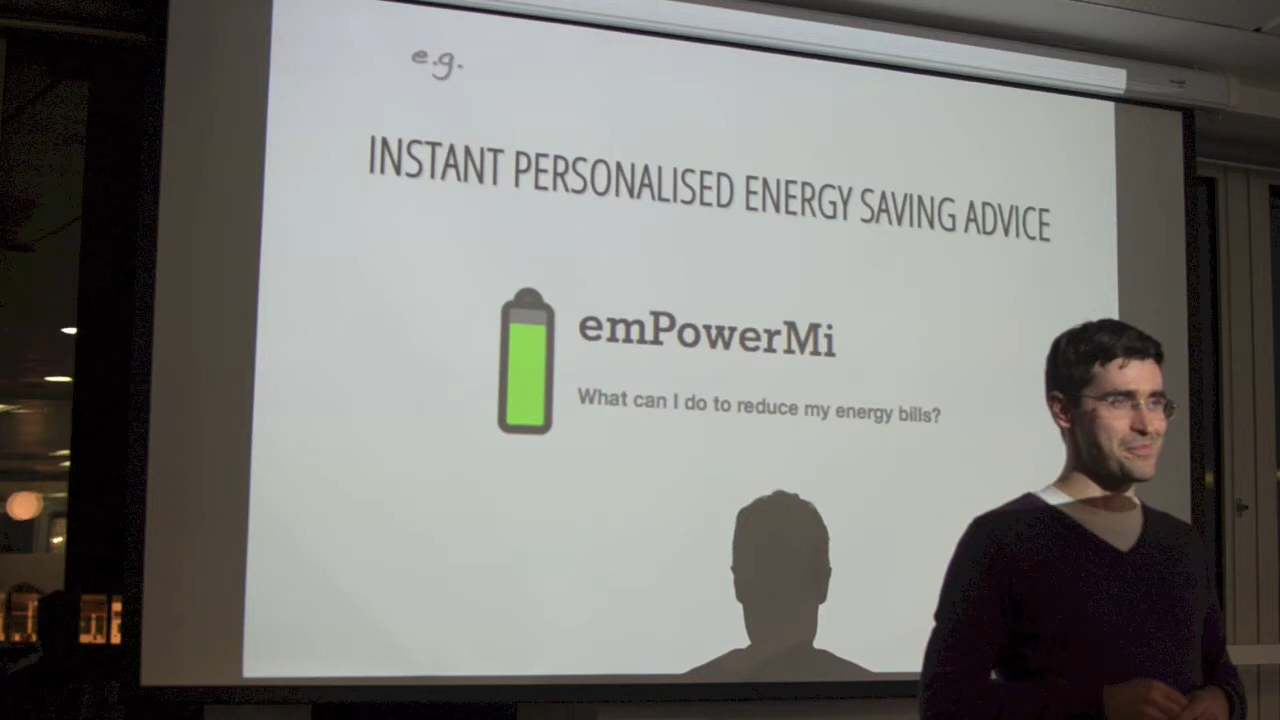 e.g.
INSTANT PERSONALISED ENERGY SAVING ADVICE
emPowerMi
What can I do to reduce my energy bills?